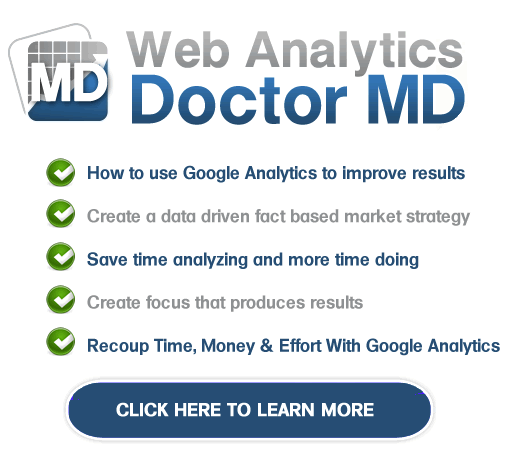 MD
Web Analytics
Doctor MD
How to use Google Analytics to improve results
Create a data driven fact based market strategy
Save time analyzing and more time doing
Create focus that produces results
Recoup Time, Money & Effort With Google Analytics
CLICK HERE TO LEARN MORE